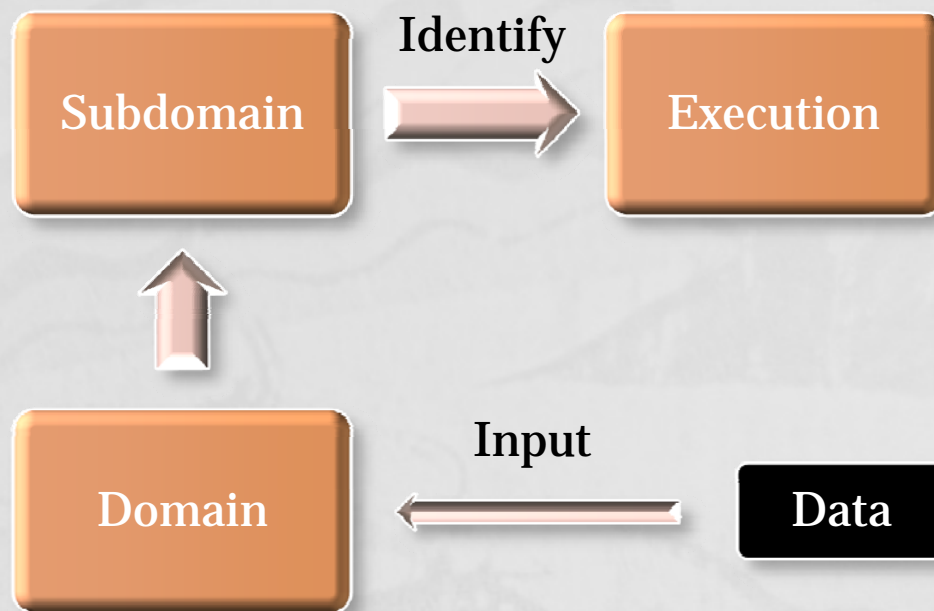 Identify
Subdomain
Execution
Input
Domain
Data